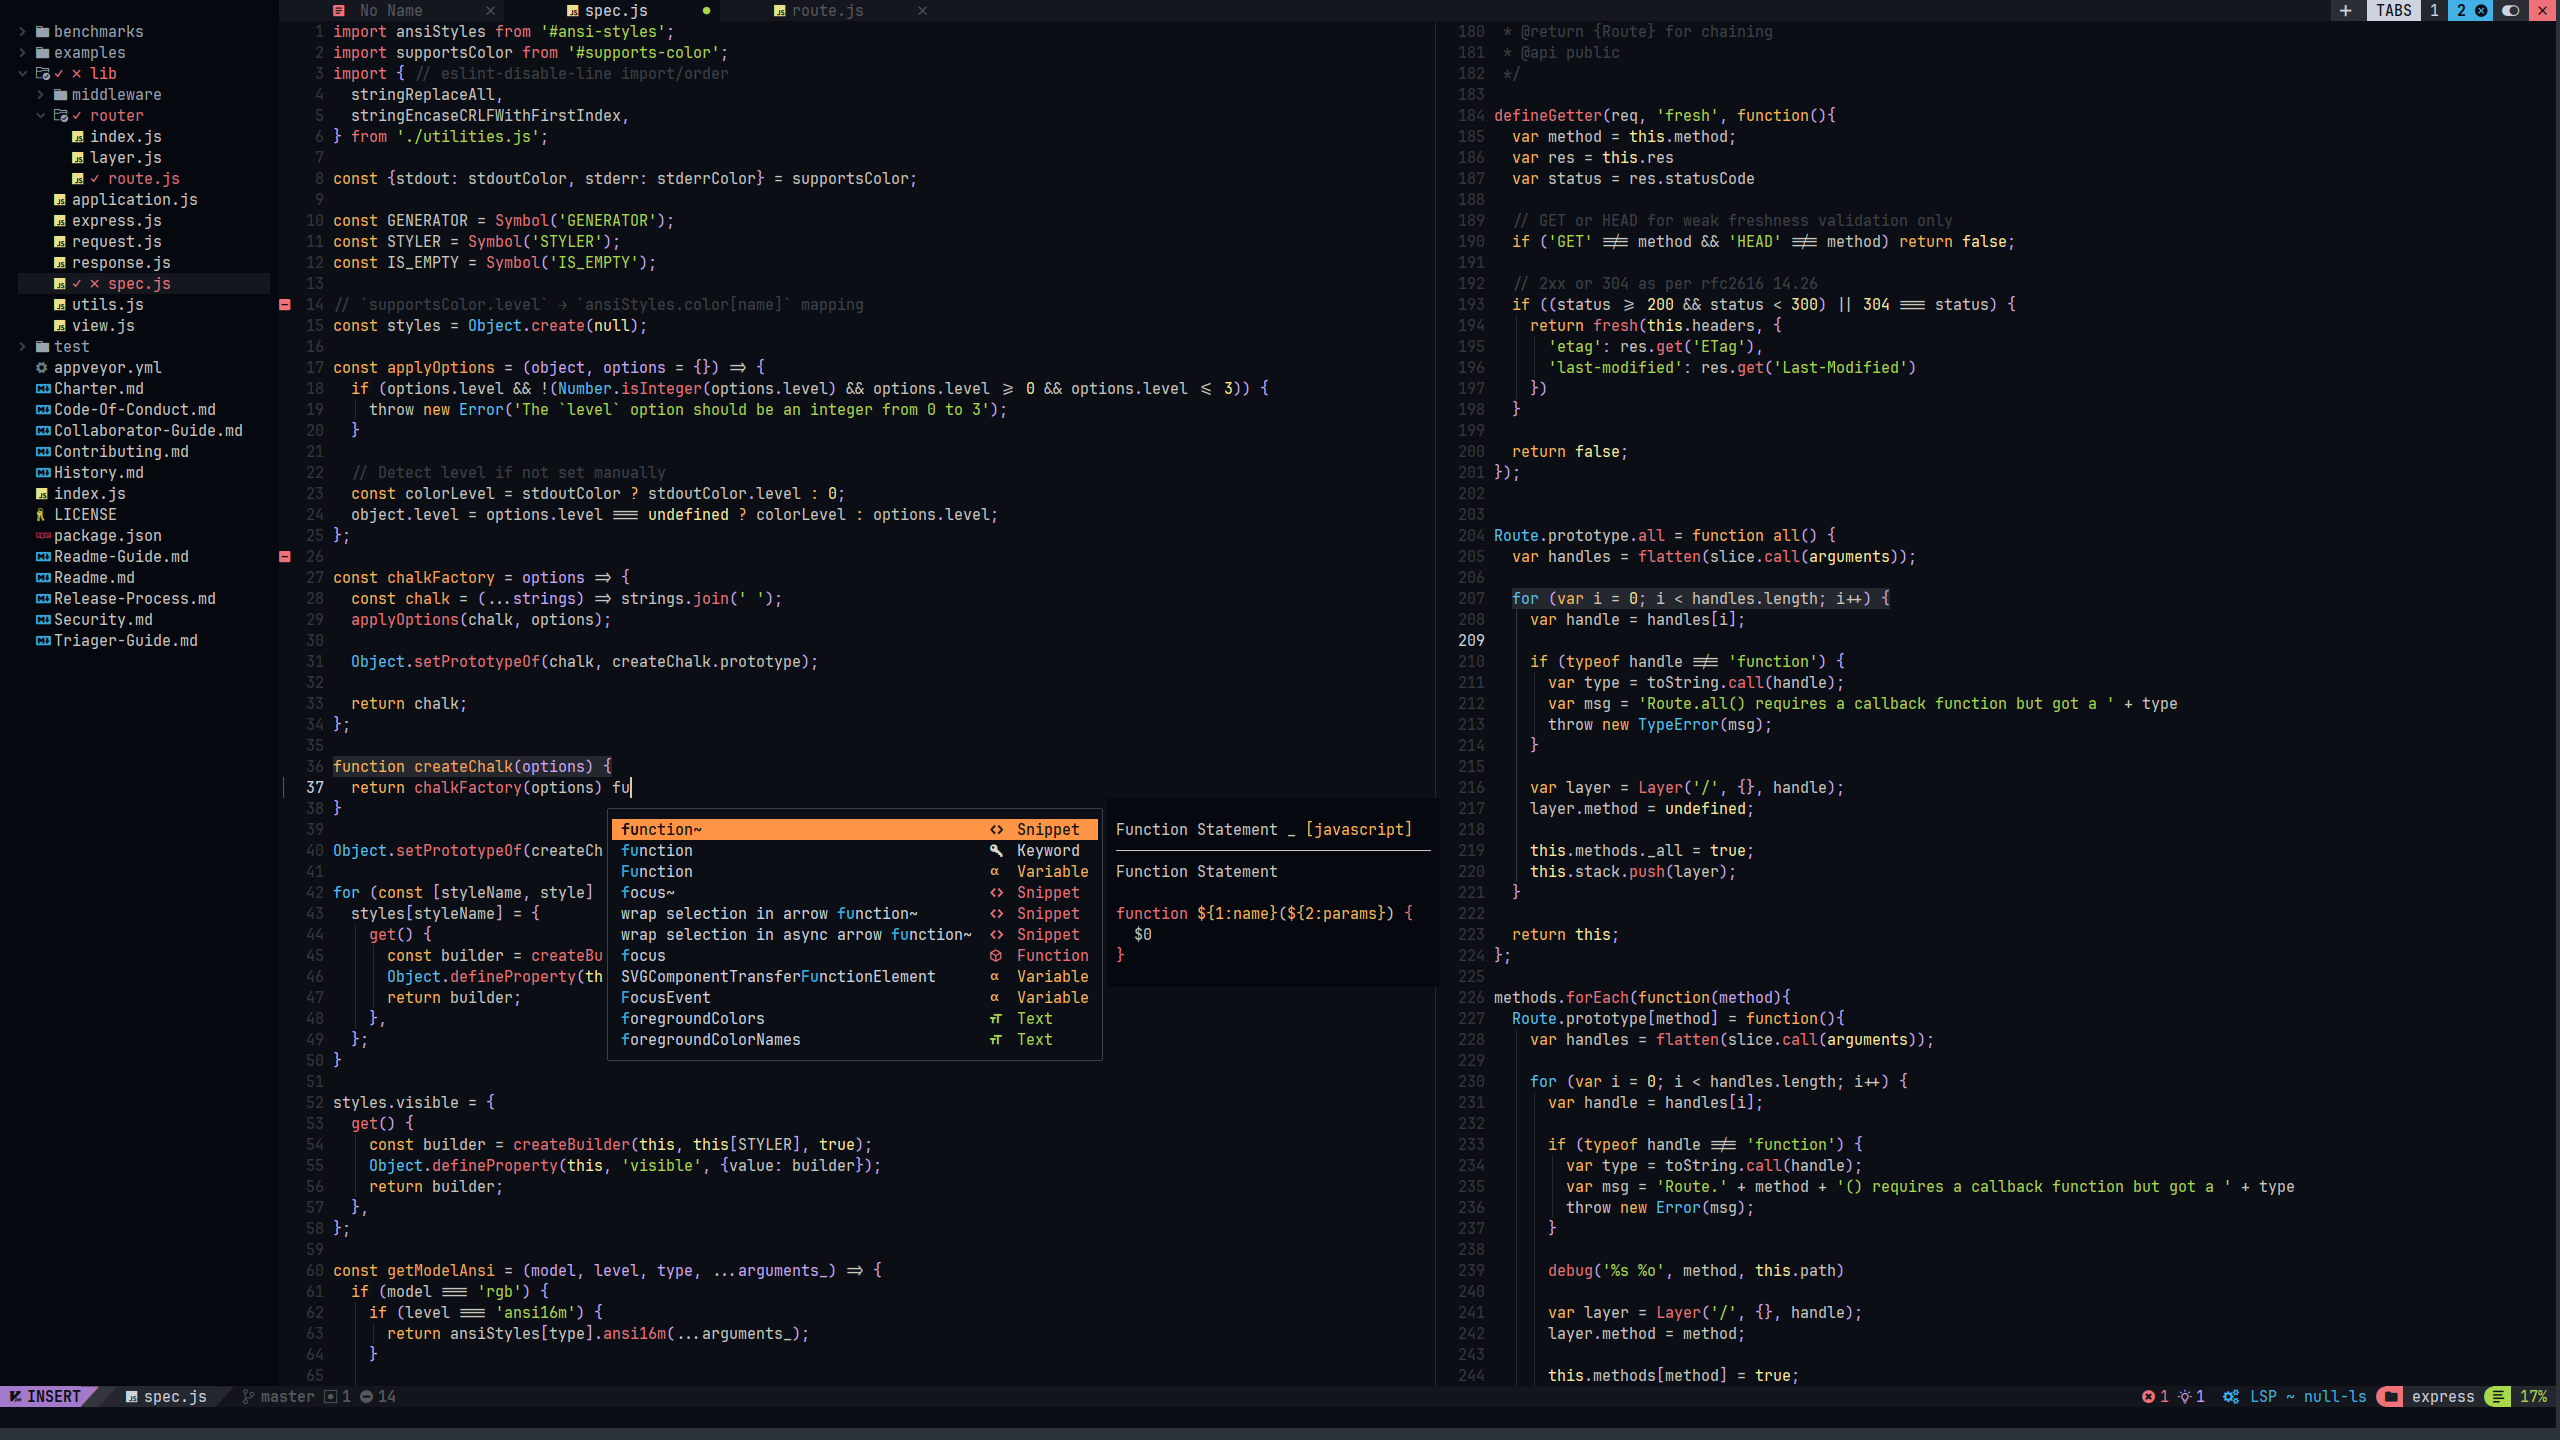 No Name
spec.js
route.js
TABS 1 2
benchmarks
examples
lib
middleware
router
index.js
layer.js
route.js
application.js
express.js
request.js
response.js
spec.js
utils.js
view.js
test
appveyor.yml
Charter.md
Code-Of-Conduct.md
Collaborator-Guide.md
Contributing.md
History.md
index.js
LICENSE
package.json
Readme-Guide.md
Readme.md
Release-Process.md
Security.md
Triager-Guide.md
1 import ansiStyles from '#ansi-styles';
2 import supportsColor from '#supports-color';
3 import { // eslint-disable-line import/order
4   stringReplaceAll,
5   stringEncaseCRLFWithFirstIndex,
6 } from './utilities.js';
7
8 const {stdout: stdoutColor, stderr: stderrColor} = supportsColor;
9
10 const GENERATOR = Symbol('GENERATOR');
11 const STYLER = Symbol('STYLER');
12 const IS_EMPTY = Symbol('IS_EMPTY');
13
14 // `supportsColor.level` → `ansiStyles.color[name]` mapping
15 const styles = Object.create(null);
16
17 const applyOptions = (object, options = {}) => {
18   if (options.level && !(Number.isInteger(options.level) && options.level >= 0 && options.level <= 3)) {
19     throw new Error('The `level` option should be an integer from 0 to 3');
20   }
21
22   // Detect level if not set manually
23   const colorLevel = stdoutColor ? stdoutColor.level : 0;
24   object.level = options.level === undefined ? colorLevel : options.level;
25 };
26
27 const chalkFactory = options => {
28   const chalk = (...strings) => strings.join(' ');
29   applyOptions(chalk, options);
30
31   Object.setPrototypeOf(chalk, createChalk.prototype);
32
33   return chalk;
34 };
35
36 function createChalk(options) {
37   return chalkFactory(options) fu
38 }
39
40 Object.setPrototypeOf(createCh
41
42 for (const [styleName, style]
43   styles[styleName] = {
44     get() {
45       const builder = createBu
46       Object.defineProperty(th
47       return builder;
48     },
49   };
50 }
51
52 styles.visible = {
53   get() {
54     const builder = createBuilder(this, this[STYLER], true);
55     Object.defineProperty(this, 'visible', {value: builder});
56     return builder;
57   },
58 };
59
60 const getModelAnsi = (model, level, type, ...arguments_) => {
61   if (model === 'rgb') {
62     if (level === 'ansi16m') {
63       return ansiStyles[type].ansi16m(...arguments_);
64     }
65
function~ Snippet
function Keyword
Function Variable
focus~ Snippet
wrap selection in arrow function~ Snippet
wrap selection in async arrow function~ Snippet
focus Function
SVGComponentTransferFunctionElement Variable
FocusEvent Variable
foregroundColors Text
foregroundColorNames Text
Function Statement _ [javascript]
Function Statement
function ${1:name}(${2:params}) {
  $0
}
180  * @return {Route} for chaining
181  * @api public
182  */
183
184 defineGetter(req, 'fresh', function(){
185   var method = this.method;
186   var res = this.res
187   var status = res.statusCode
188
189   // GET or HEAD for weak freshness validation only
190   if ('GET' !== method && 'HEAD' !== method) return false;
191
192   // 2xx or 304 as per rfc2616 14.26
193   if ((status >= 200 && status < 300) || 304 === status) {
194     return fresh(this.headers, {
195       'etag': res.get('ETag'),
196       'last-modified': res.get('Last-Modified')
197     })
198   }
199
200   return false;
201 });
202
203
204 Route.prototype.all = function all() {
205   var handles = flatten(slice.call(arguments));
206
207   for (var i = 0; i < handles.length; i++) {
208     var handle = handles[i];
209
210     if (typeof handle !== 'function') {
211       var type = toString.call(handle);
212       var msg = 'Route.all() requires a callback function but got a ' + type
213       throw new TypeError(msg);
214     }
215
216     var layer = Layer('/', {}, handle);
217     layer.method = undefined;
218
219     this.methods._all = true;
220     this.stack.push(layer);
221   }
222
223   return this;
224 };
225
226 methods.forEach(function(method){
227   Route.prototype[method] = function(){
228     var handles = flatten(slice.call(arguments));
229
230     for (var i = 0; i < handles.length; i++) {
231       var handle = handles[i];
232
233       if (typeof handle !== 'function') {
234         var type = toString.call(handle);
235         var msg = 'Route.' + method + '() requires a callback function but got a ' + type
236         throw new Error(msg);
237       }
238
239       debug('%s %o', method, this.path)
240
241       var layer = Layer('/', {}, handle);
242       layer.method = method;
243
244       this.methods[method] = true;
INSERT spec.js master 1 14
1 1 LSP ~ null-ls express 17%